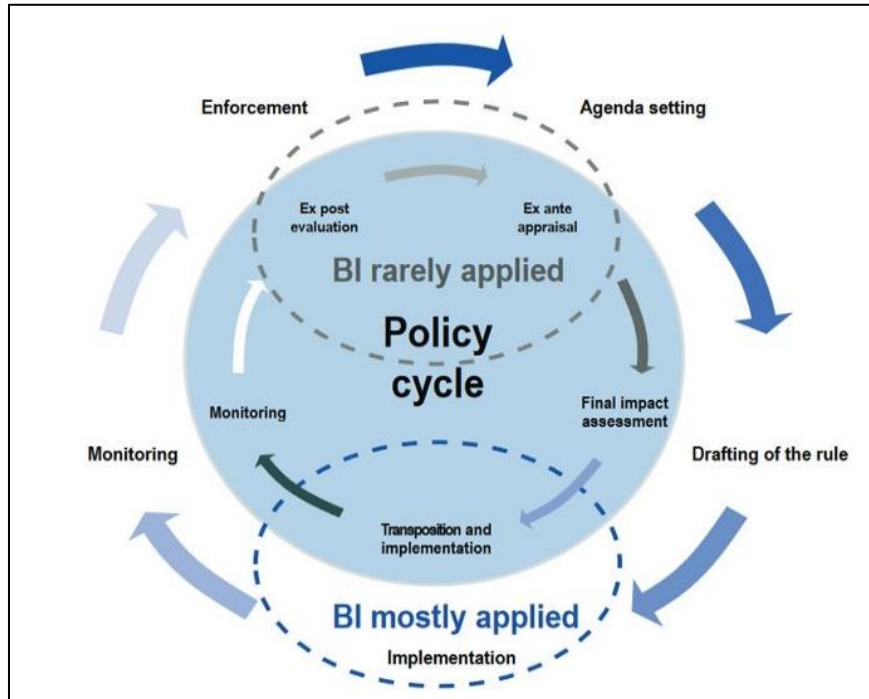 Enforcement
Agenda setting
Ex post
evaluation
Ex ante
appraisal
BI rarely applied
Policy
cycle
Monitoring
Final impact
assessment
Monitoring
Drafting of the rule
Transposition and
implementation
BI mostly applied
Implementation